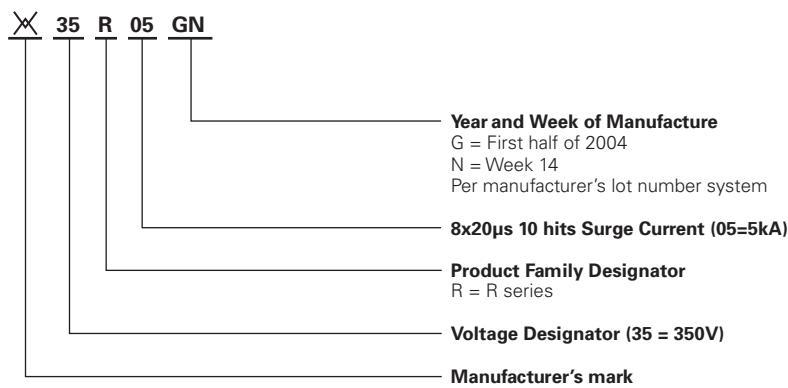 35 R 05 GN
Year and Week of Manufacture
G = First half of 2004
N = Week 14
Per manufacturer's lot number system
8x20µs 10 hits Surge Current (05=5kA)
Product Family Designator
R = R series
Voltage Designator (35 = 350V)
Manufacturer's mark